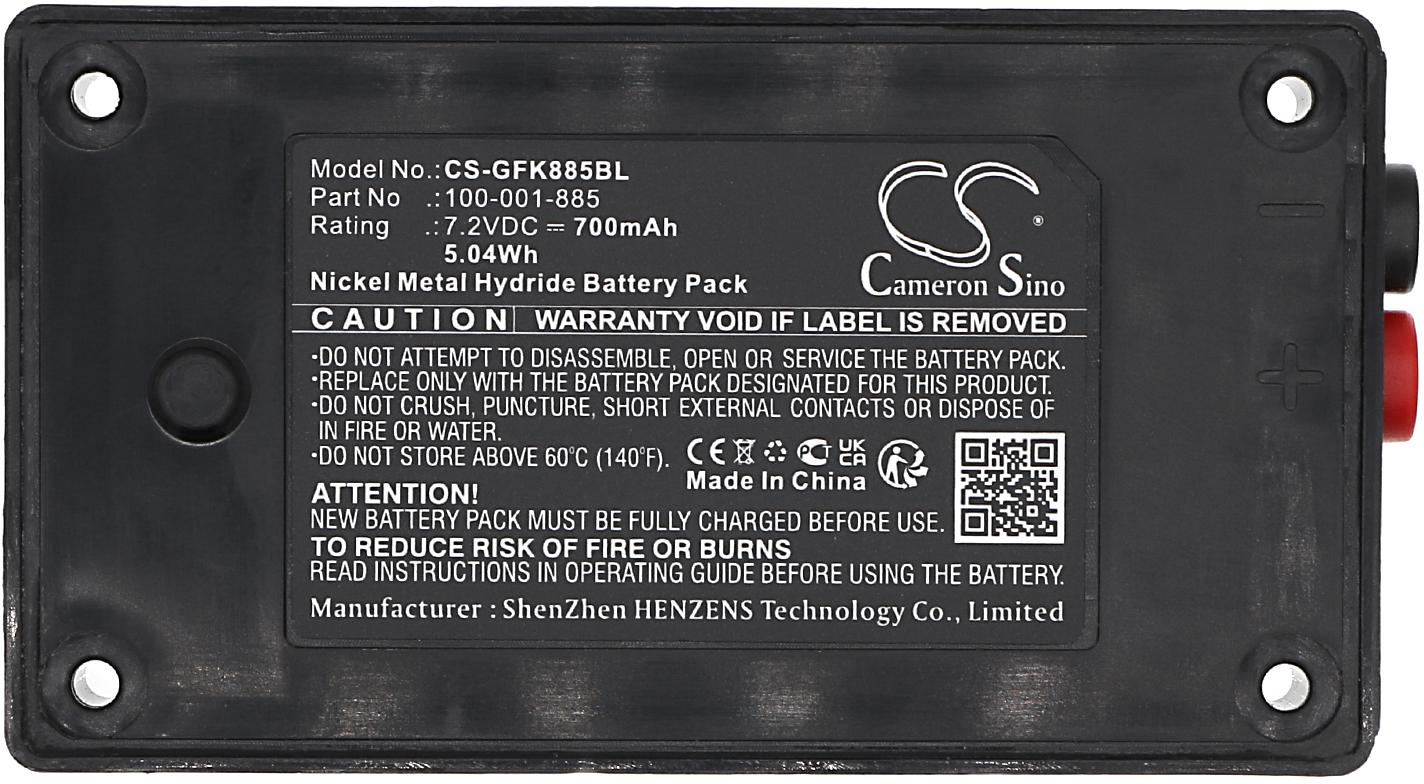 Model No.:CS-GFK885BL
Part No .:100-001-885
Rating .:7.2VDC ⎓ 700mAh
5.04Wh
Nickel Metal Hydride Battery Pack
CS®
Cameron Sino
CAUTION WARRANTY VOID IF LABEL IS REMOVED
•DO NOT ATTEMPT TO DISASSEMBLE, OPEN OR SERVICE THE BATTERY PACK.
•REPLACE ONLY WITH THE BATTERY PACK DESIGNATED FOR THIS PRODUCT.
•DO NOT CRUSH, PUNCTURE, SHORT EXTERNAL CONTACTS OR DISPOSE OF
IN FIRE OR WATER.
•DO NOT STORE ABOVE 60°C (140°F).
CE PCT UK CA
Made In China
ATTENTION!
NEW BATTERY PACK MUST BE FULLY CHARGED BEFORE USE.
TO REDUCE RISK OF FIRE OR BURNS
READ INSTRUCTIONS IN OPERATING GUIDE BEFORE USING THE BATTERY.
Manufacturer : ShenZhen HENZENS Technology Co., Limited
−
+